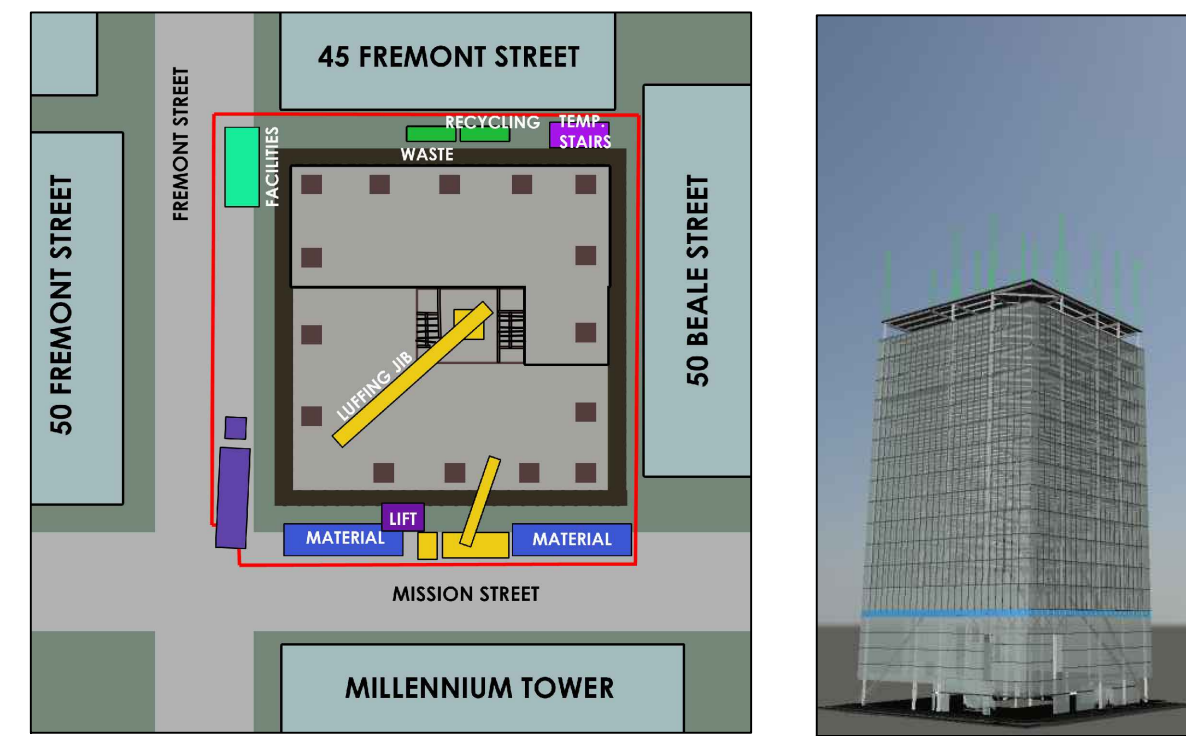 45 FREMONT STREET
FREMONT STREET
RECYCLING
TEMP.
STAIRS
WASTE
FACILITIES
50 FREMONT STREET
50 BEALE STREET
LUFFING JIB
LIFT
MATERIAL
MATERIAL
MISSION STREET
MILLENNIUM TOWER